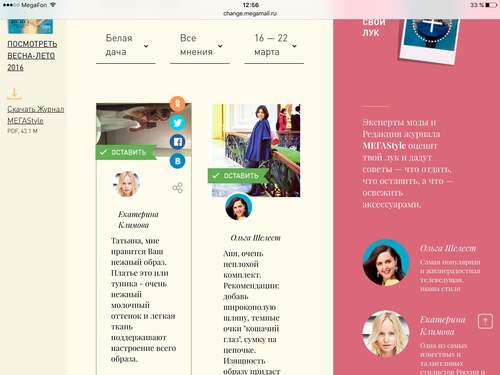 MegaFon
12:56
33 %
change.megamall.ru
ПОСМОТРЕТЬ
ВЕСНА-ЛЕТО
2016
Скачать Журнал
МЕГАStyle
PDF, 43.1 M
Белая
дача
Все
мнения
16 — 22
марта
ОСТАВИТЬ
Екатерина
Климова
Татьяна, мне
нравится Ваш
нежный образ.
Платье это или
туника - очень
нежный
молочный
оттенок и легкая
ткань
поддерживают
настроение всего
образа.
ОСТАВИТЬ
Ольга Шелест
Аня, очень
неплохой
комплект.
Рекомендации:
добавь
широкополую
шляпу, темные
очки "кошачий
глаз", сумку на
цепочке.
Изящность
образу придаст
СВОЙ
ЛУК
Эксперты моды и
Редакция журнала
МЕГАStyle оценят
твой лук и дадут
советы — что отдать,
что оставить, а что —
освежить
аксессуарами.
Ольга Шелест
Самая популярная
и жизнерадостная
телеведущая,
икона стиля
Екатерина
Климова
Одна из самых
известных и
талантливых
стилистов России и